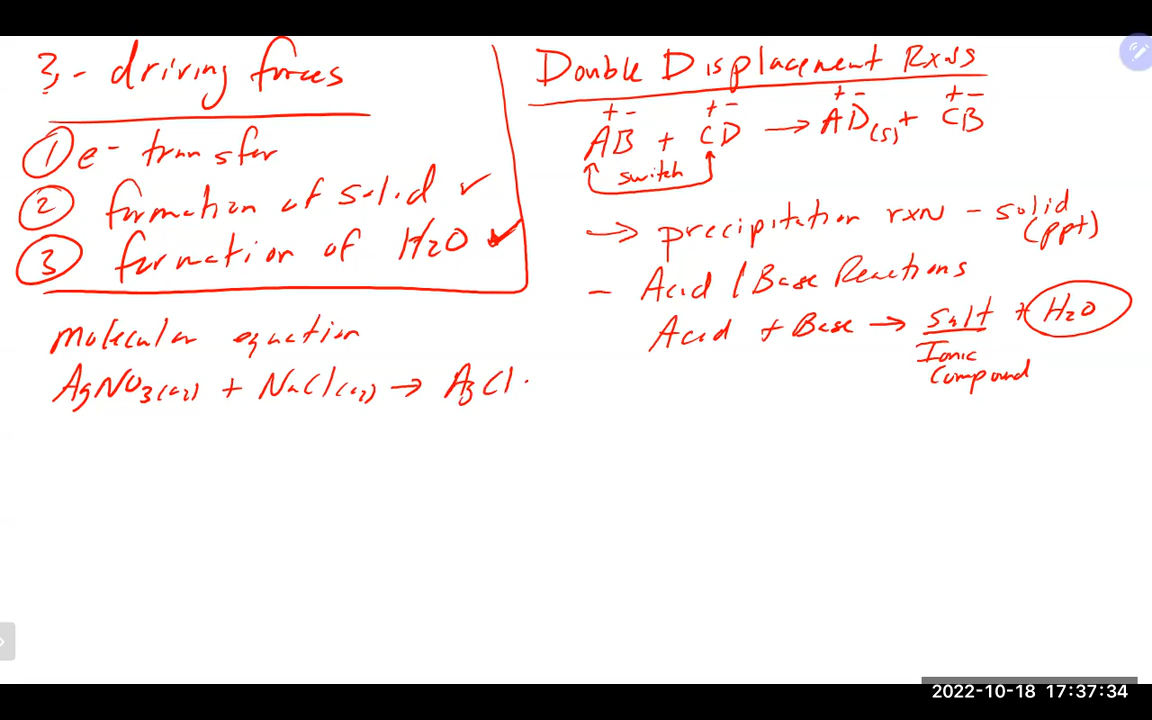 3 - driving forces
① e- transfer
② formation of solid ✓
③ formation of H2O ✓
molecular equation
AgNO3(aq) + NaCl(aq) → AgCl
Double Displacement Rxns
+ - + - + - + -
AB + CD → AD(s) + CB
switch
→ precipitation rxn - solid
(ppt)
- Acid / Base Reactions
Acid + Base → Salt + H2O
Ionic
Compound
2022-10-18 17:37:34